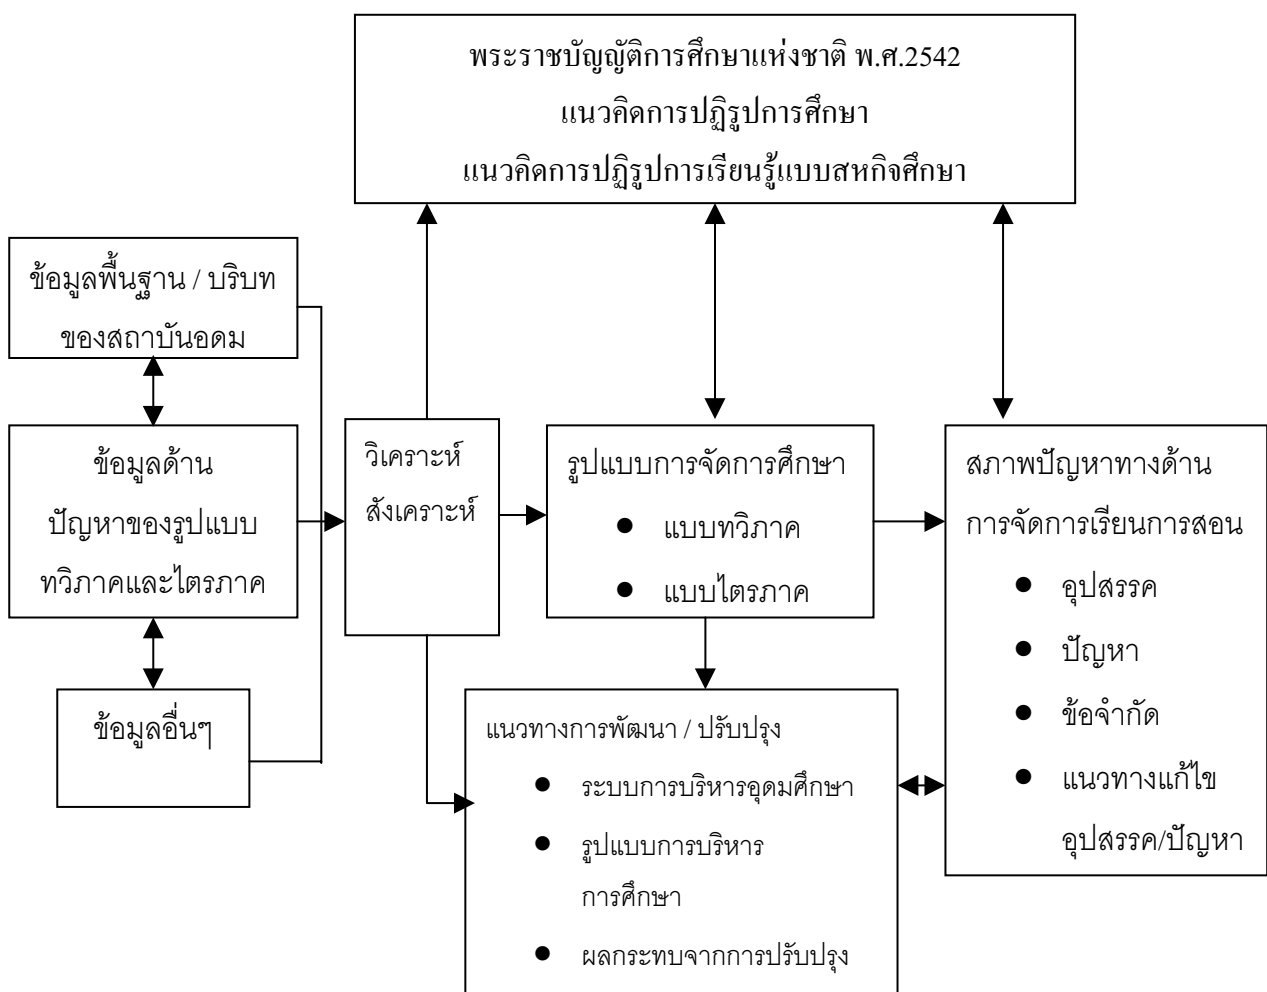 พระราชบัญญัติการศึกษาแห่งชาติ พ.ศ.2542
แนวคิดการปฏิรูปการศึกษา
แนวคิดการปฏิรูปการเรียนรู้แบบสหกิจศึกษา
ข้อมูลพื้นฐาน / บริบท
ของสถาบันอดม
ข้อมูลด้าน
ปัญหาของรูปแบบ
ทวิภาคและไตรภาค
ข้อมูลอื่นๆ
วิเคราะห์
สังเคราะห์
รูปแบบการจัดการศึกษา
● แบบทวิภาค
● แบบไตรภาค
สภาพปัญหาทางด้าน
การจัดการเรียนการสอน
● อุปสรรค
● ปัญหา
● ข้อจำกัด
● แนวทางแก้ไข
อุปสรรค/ปัญหา
แนวทางการพัฒนา / ปรับปรุง
● ระบบการบริหารอุดมศึกษา
● รูปแบบการบริหาร
การศึกษา
● ผลกระทบจากการปรับปรุง